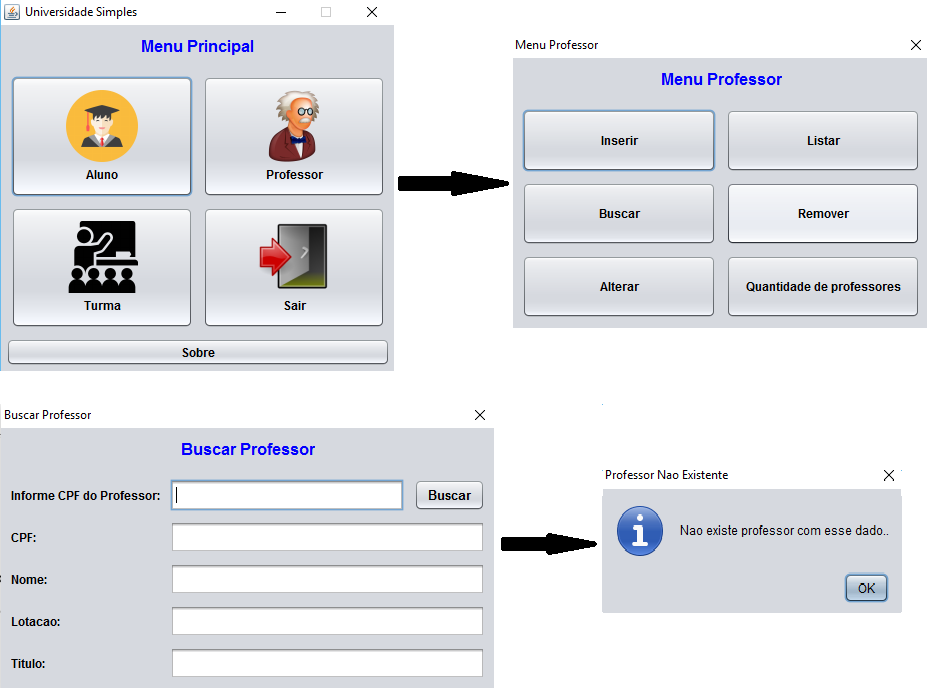 Universidade Simples
Menu Principal
Aluno
Professor
Turma
Sair
Sobre
Menu Professor
Menu Professor
Inserir
Listar
Buscar
Remover
Alterar
Quantidade de professores
Buscar Professor
Buscar Professor
Informe CPF do Professor:
Buscar
CPF:
Nome:
Lotacao:
Titulo:
Professor Nao Existente
Nao existe professor com esse dado..
OK